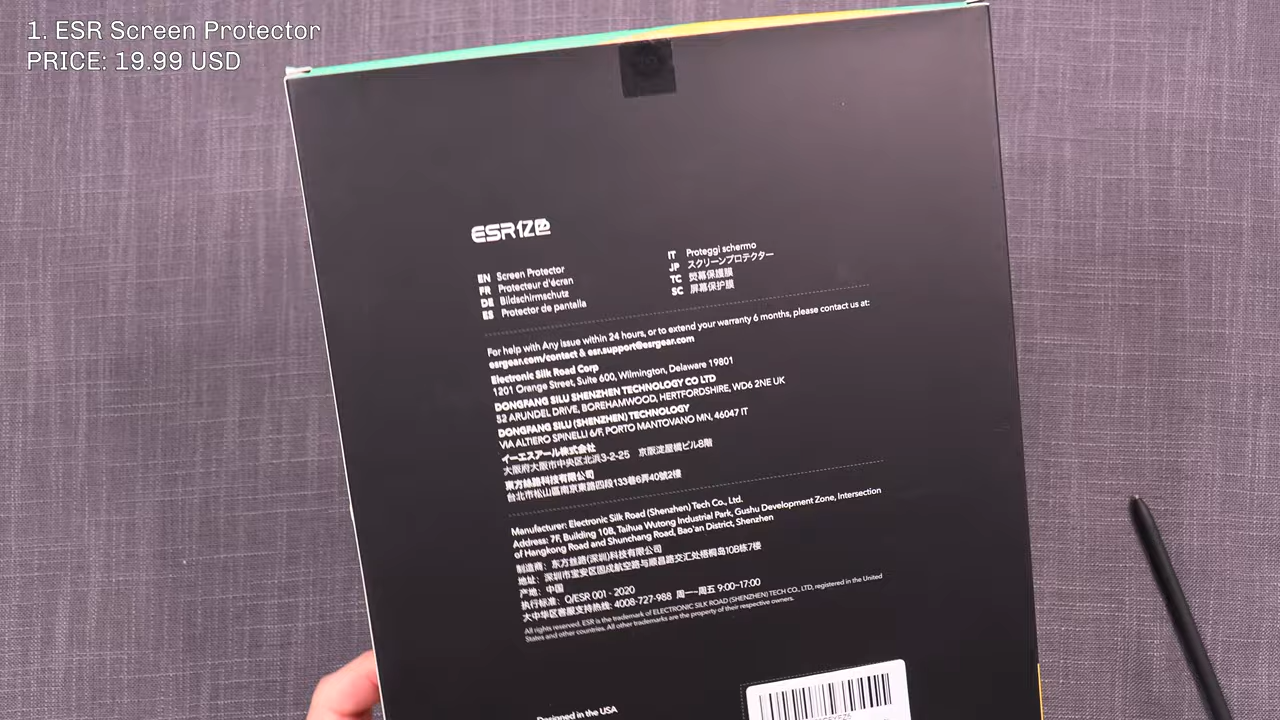 1. ESR Screen Protector
PRICE: 19.99 USD
ESR亿色
EN Screen Protector
FR Protecteur d'écran
DE Bildschirmschutz
ES Protector de pantalla
IT Proteggi schermo
JP スクリーンプロテクター
TC 熒幕保護膜
SC 屏幕保护膜
For help with Any issue within 24 hours, or to extend your warranty 6 months, please contact us at:
esrgear.com/contact & esr.support@esrgear.com
Electronic Silk Road Corp
1201 Orange Street, Suite 600, Wilmington, Delaware 19801
DONGFANG SILU SHENZHEN TECHNOLOGY CO LTD
52 ARUNDEL DRIVE, BOREHAMWOOD, HERTFORDSHIRE, WD6 2NE UK
DONGFANG SILU (SHENZHEN) TECHNOLOGY
VIA ALTIERO SPINELLI 6/F, PORTO MANTOVANO MN, 46047 IT
イーエスアール株式会社
大阪府大阪市中央区北浜3-2-25 京阪淀屋橋ビル8階
東方絲路科技有限公司
台北市松山區南京東路四段133巷6弄40號2樓
Manufacturer: Electronic Silk Road (Shenzhen) Tech Co., Ltd.
Address: 7F, Building 10B, Taihua Wutong Industrial Park, Gushu Development Zone, Intersection
of Hangkong Road and Shunchang Road, Bao'an District, Shenzhen
制造商：东方丝路(深圳)科技有限公司
地址：深圳市宝安区固戍航空路与顺昌路交汇处梧桐岛10B栋7楼
产地：中国
执行标准：Q/ESR 001 - 2020
大中华区客服支持热线: 4008-727-988 周一-周五 9:00-17:00
All rights reserved. ESR is the trademark of ELECTRONIC SILK ROAD (SHENZHEN) TECH CO., LTD, registered in the United
States and other countries. All other trademarks are the property of their respective owners.
Designed in the USA